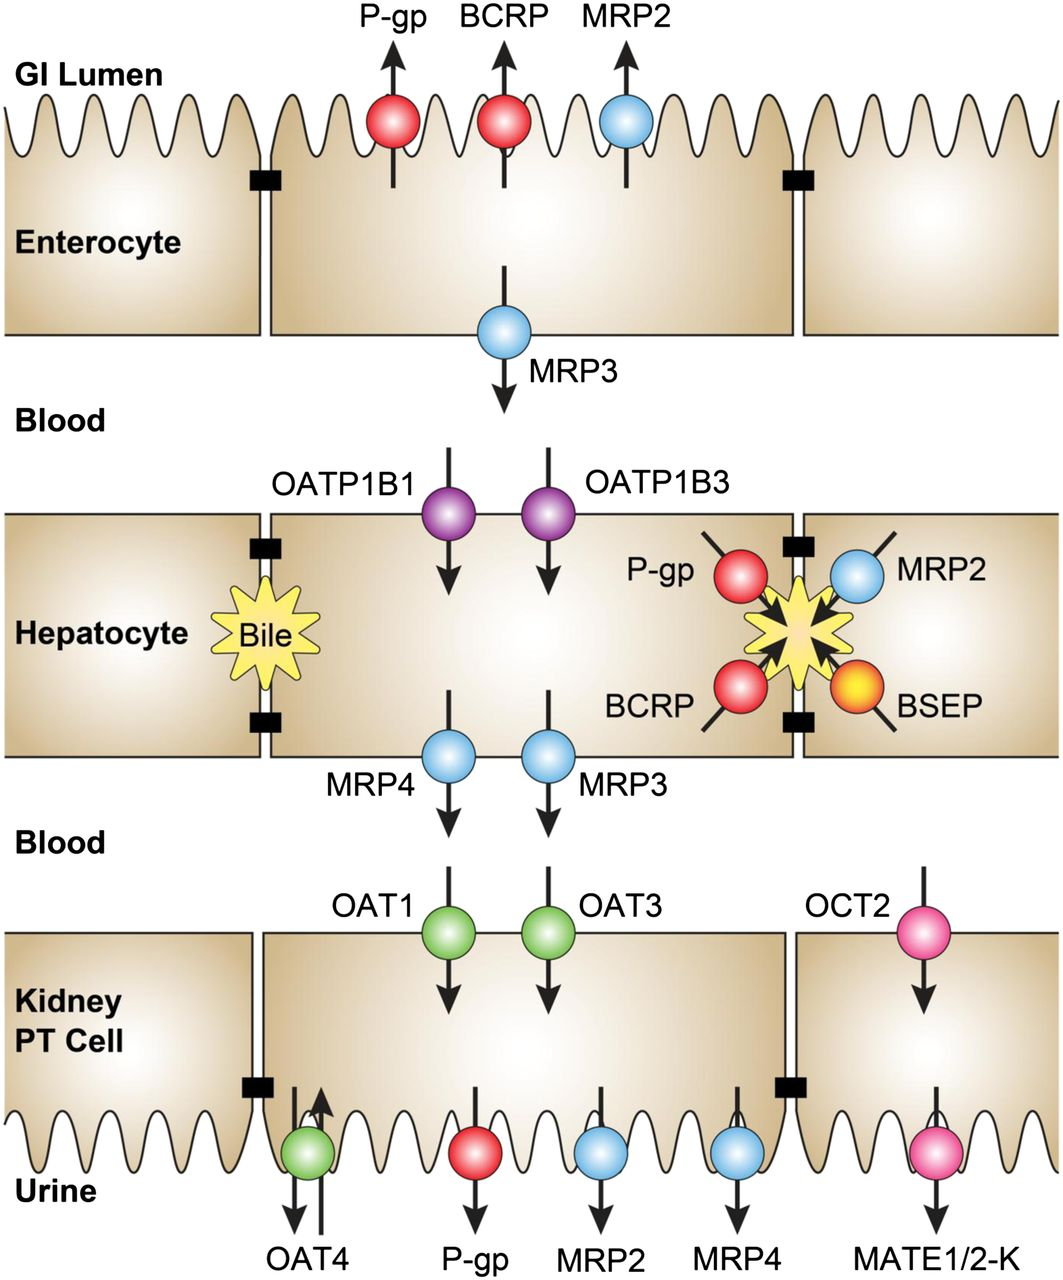 P-gp BCRP MRP2
GI Lumen
Enterocyte
MRP3
Blood
OATP1B1 OATP1B3
P-gp MRP2
Hepatocyte Bile
BCRP BSEP
MRP4 MRP3
Blood
OAT1 OAT3 OCT2
Kidney
PT Cell
Urine
OAT4 P-gp MRP2 MRP4 MATE1/2-K